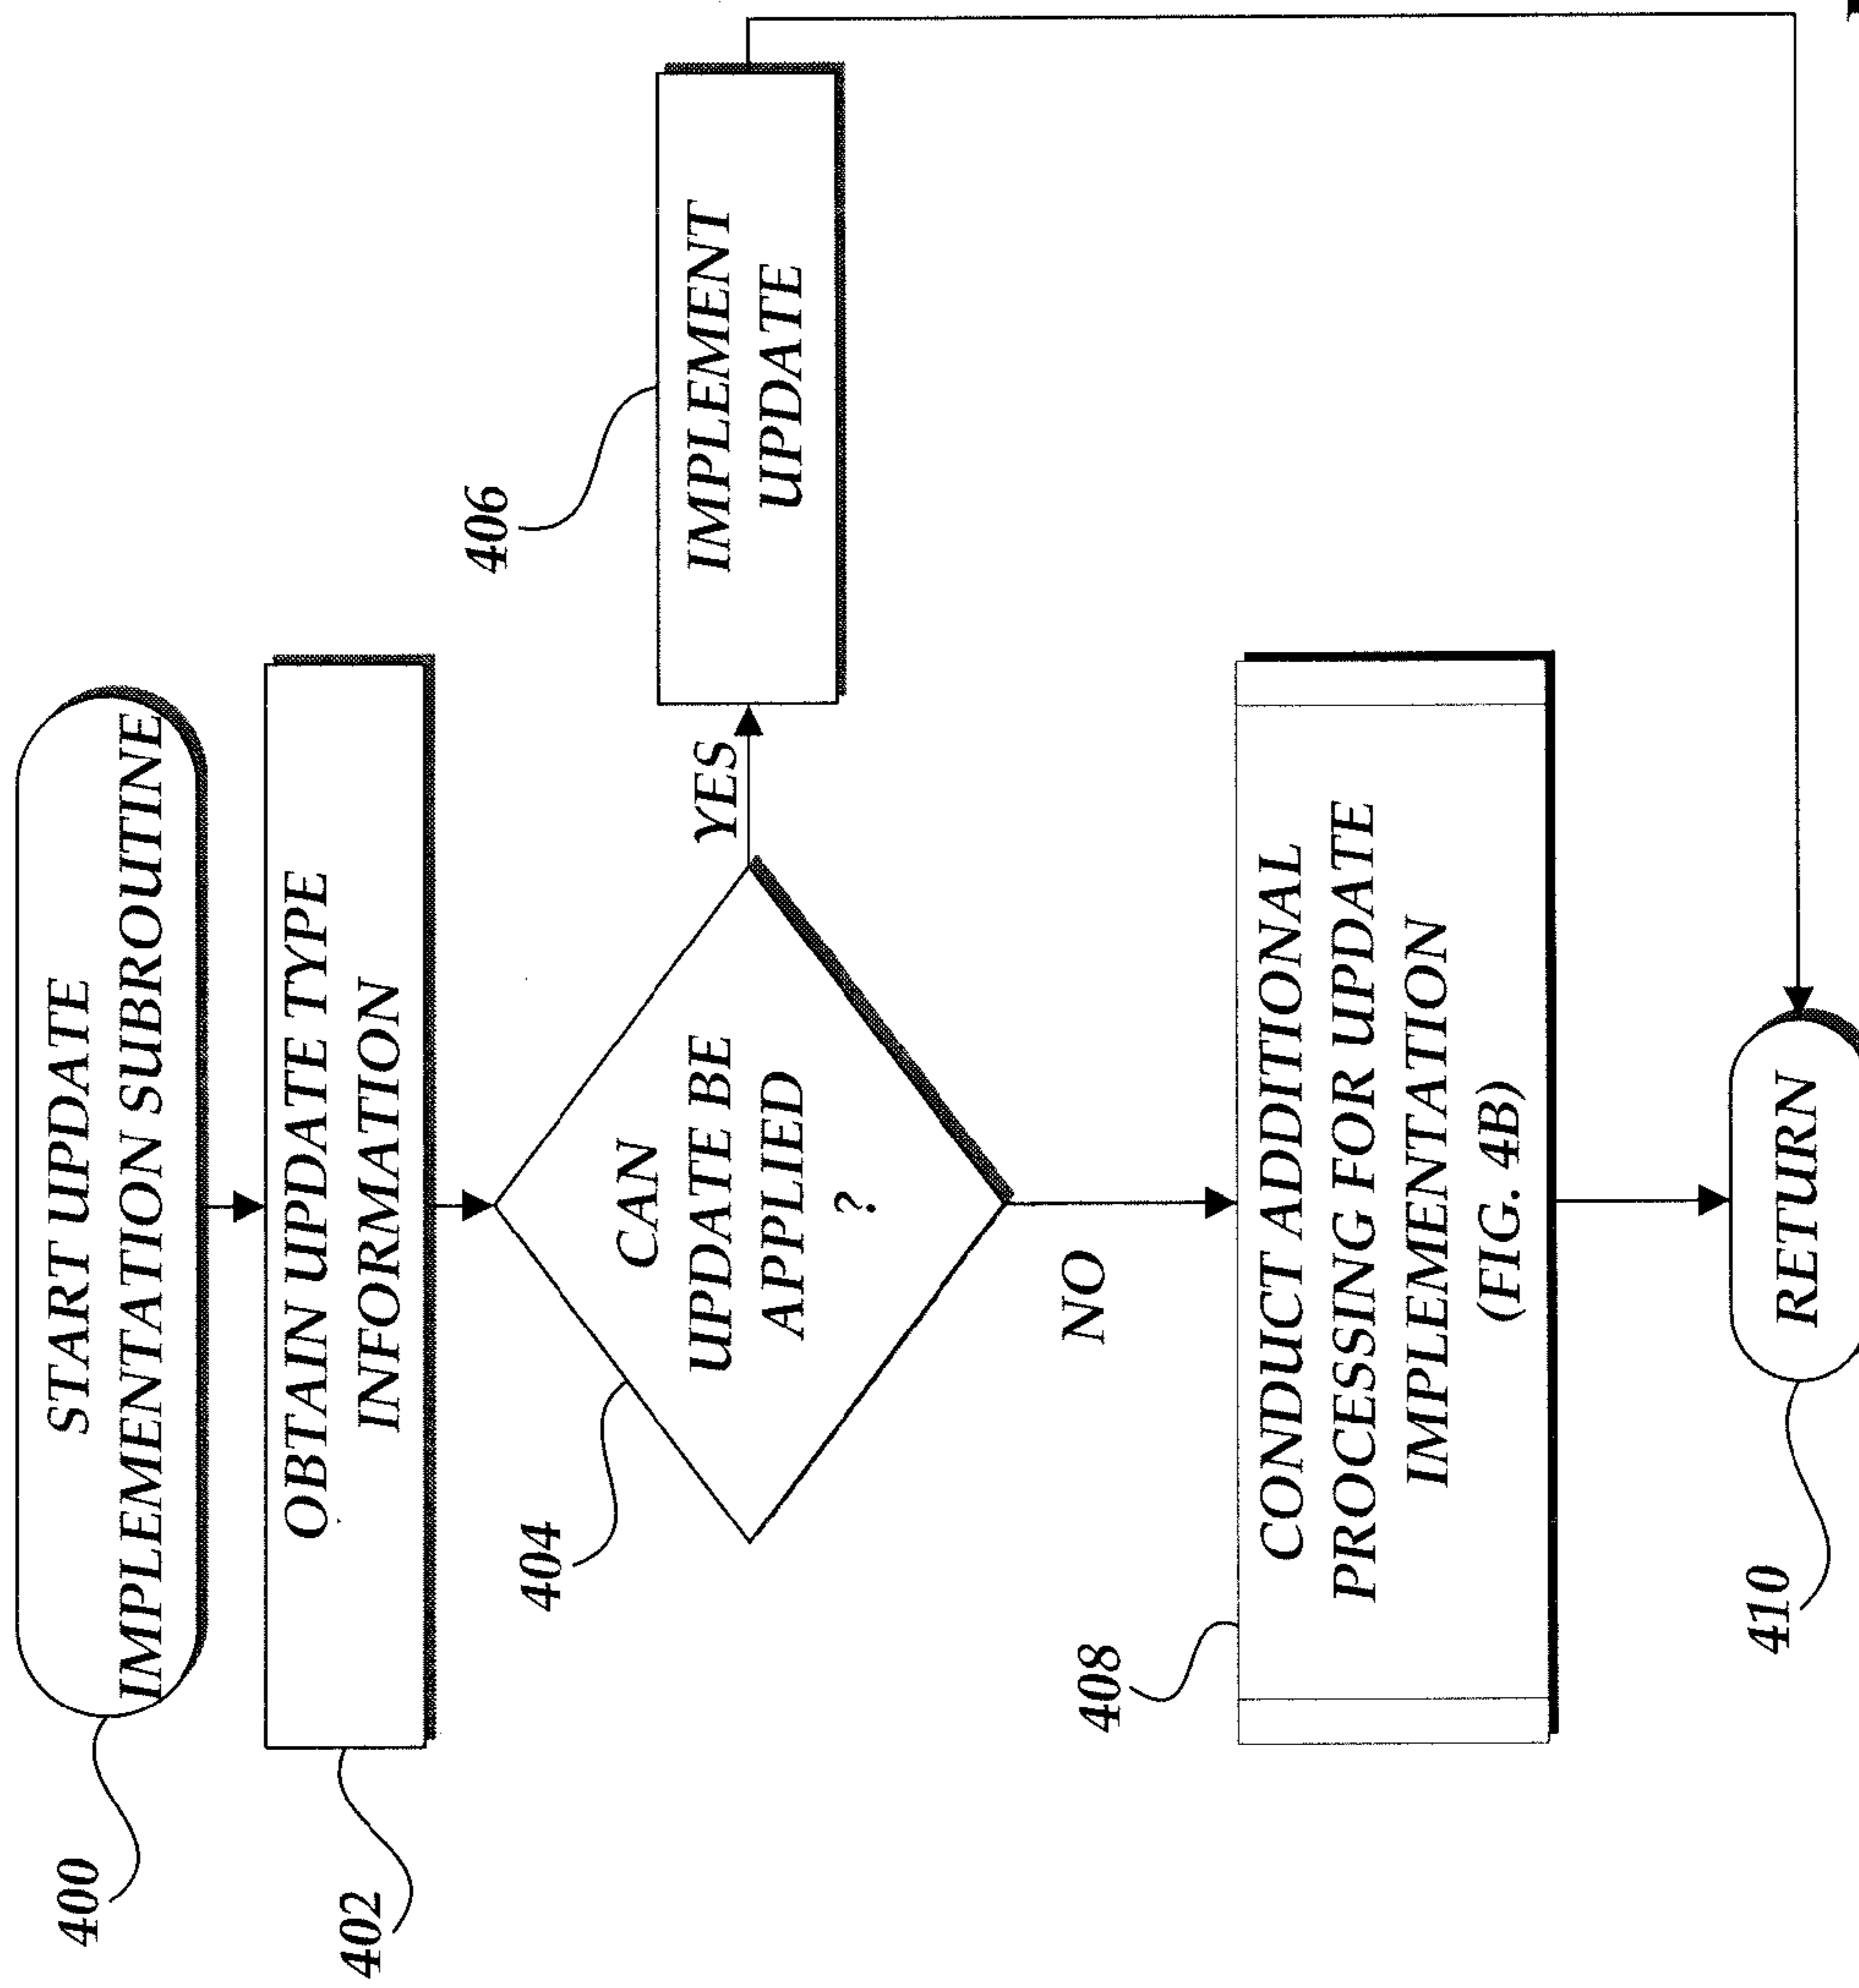 400
START UPDATE
IMPLEMENTATION SUBROUTINE
402
OBTAIN UPDATE TYPE
INFORMATION
404
CAN
UPDATE BE
APPLIED
?
YES
406
IMPLEMENT
UPDATE
NO
408
CONDUCT ADDITIONAL
PROCESSING FOR UPDATE
IMPLEMENTATION
(FIG. 4B)
410
RETURN